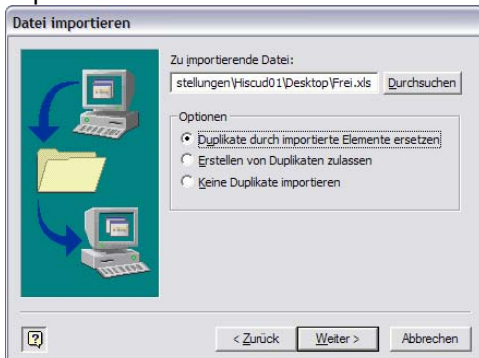 Datei importieren
Zu importierende Datei:
stellungen\Hiscud01\Desktop\Frei.xls Durchsuchen
Optionen
Duplikate durch importierte Elemente ersetzen
Erstellen von Duplikaten zulassen
Keine Duplikate importieren
? < Zurück Weiter > Abbrechen